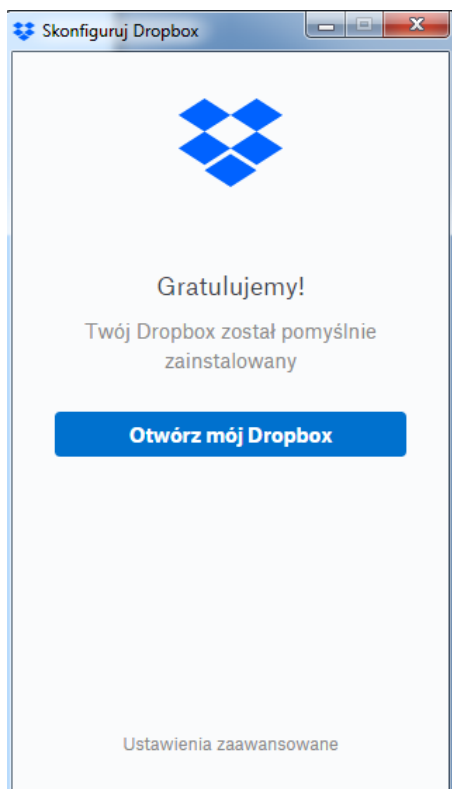 Skonfiguruj Dropbox
Gratulujemy!
Twój Dropbox został pomyślnie
zainstalowany
Otwórz mój Dropbox
Ustawienia zaawansowane